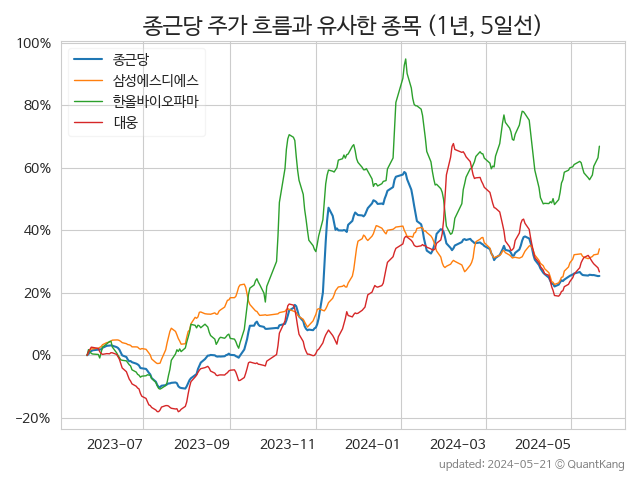 종근당 주가 흐름과 유사한 종목 (1년, 5일선)
100%
80%
60%
40%
20%
0%
−20%
종근당
삼성에스디에스
한올바이오파마
대웅
2023-07 2023-09 2023-11 2024-01 2024-03 2024-05
updated: 2024-05-21 © QuantKang